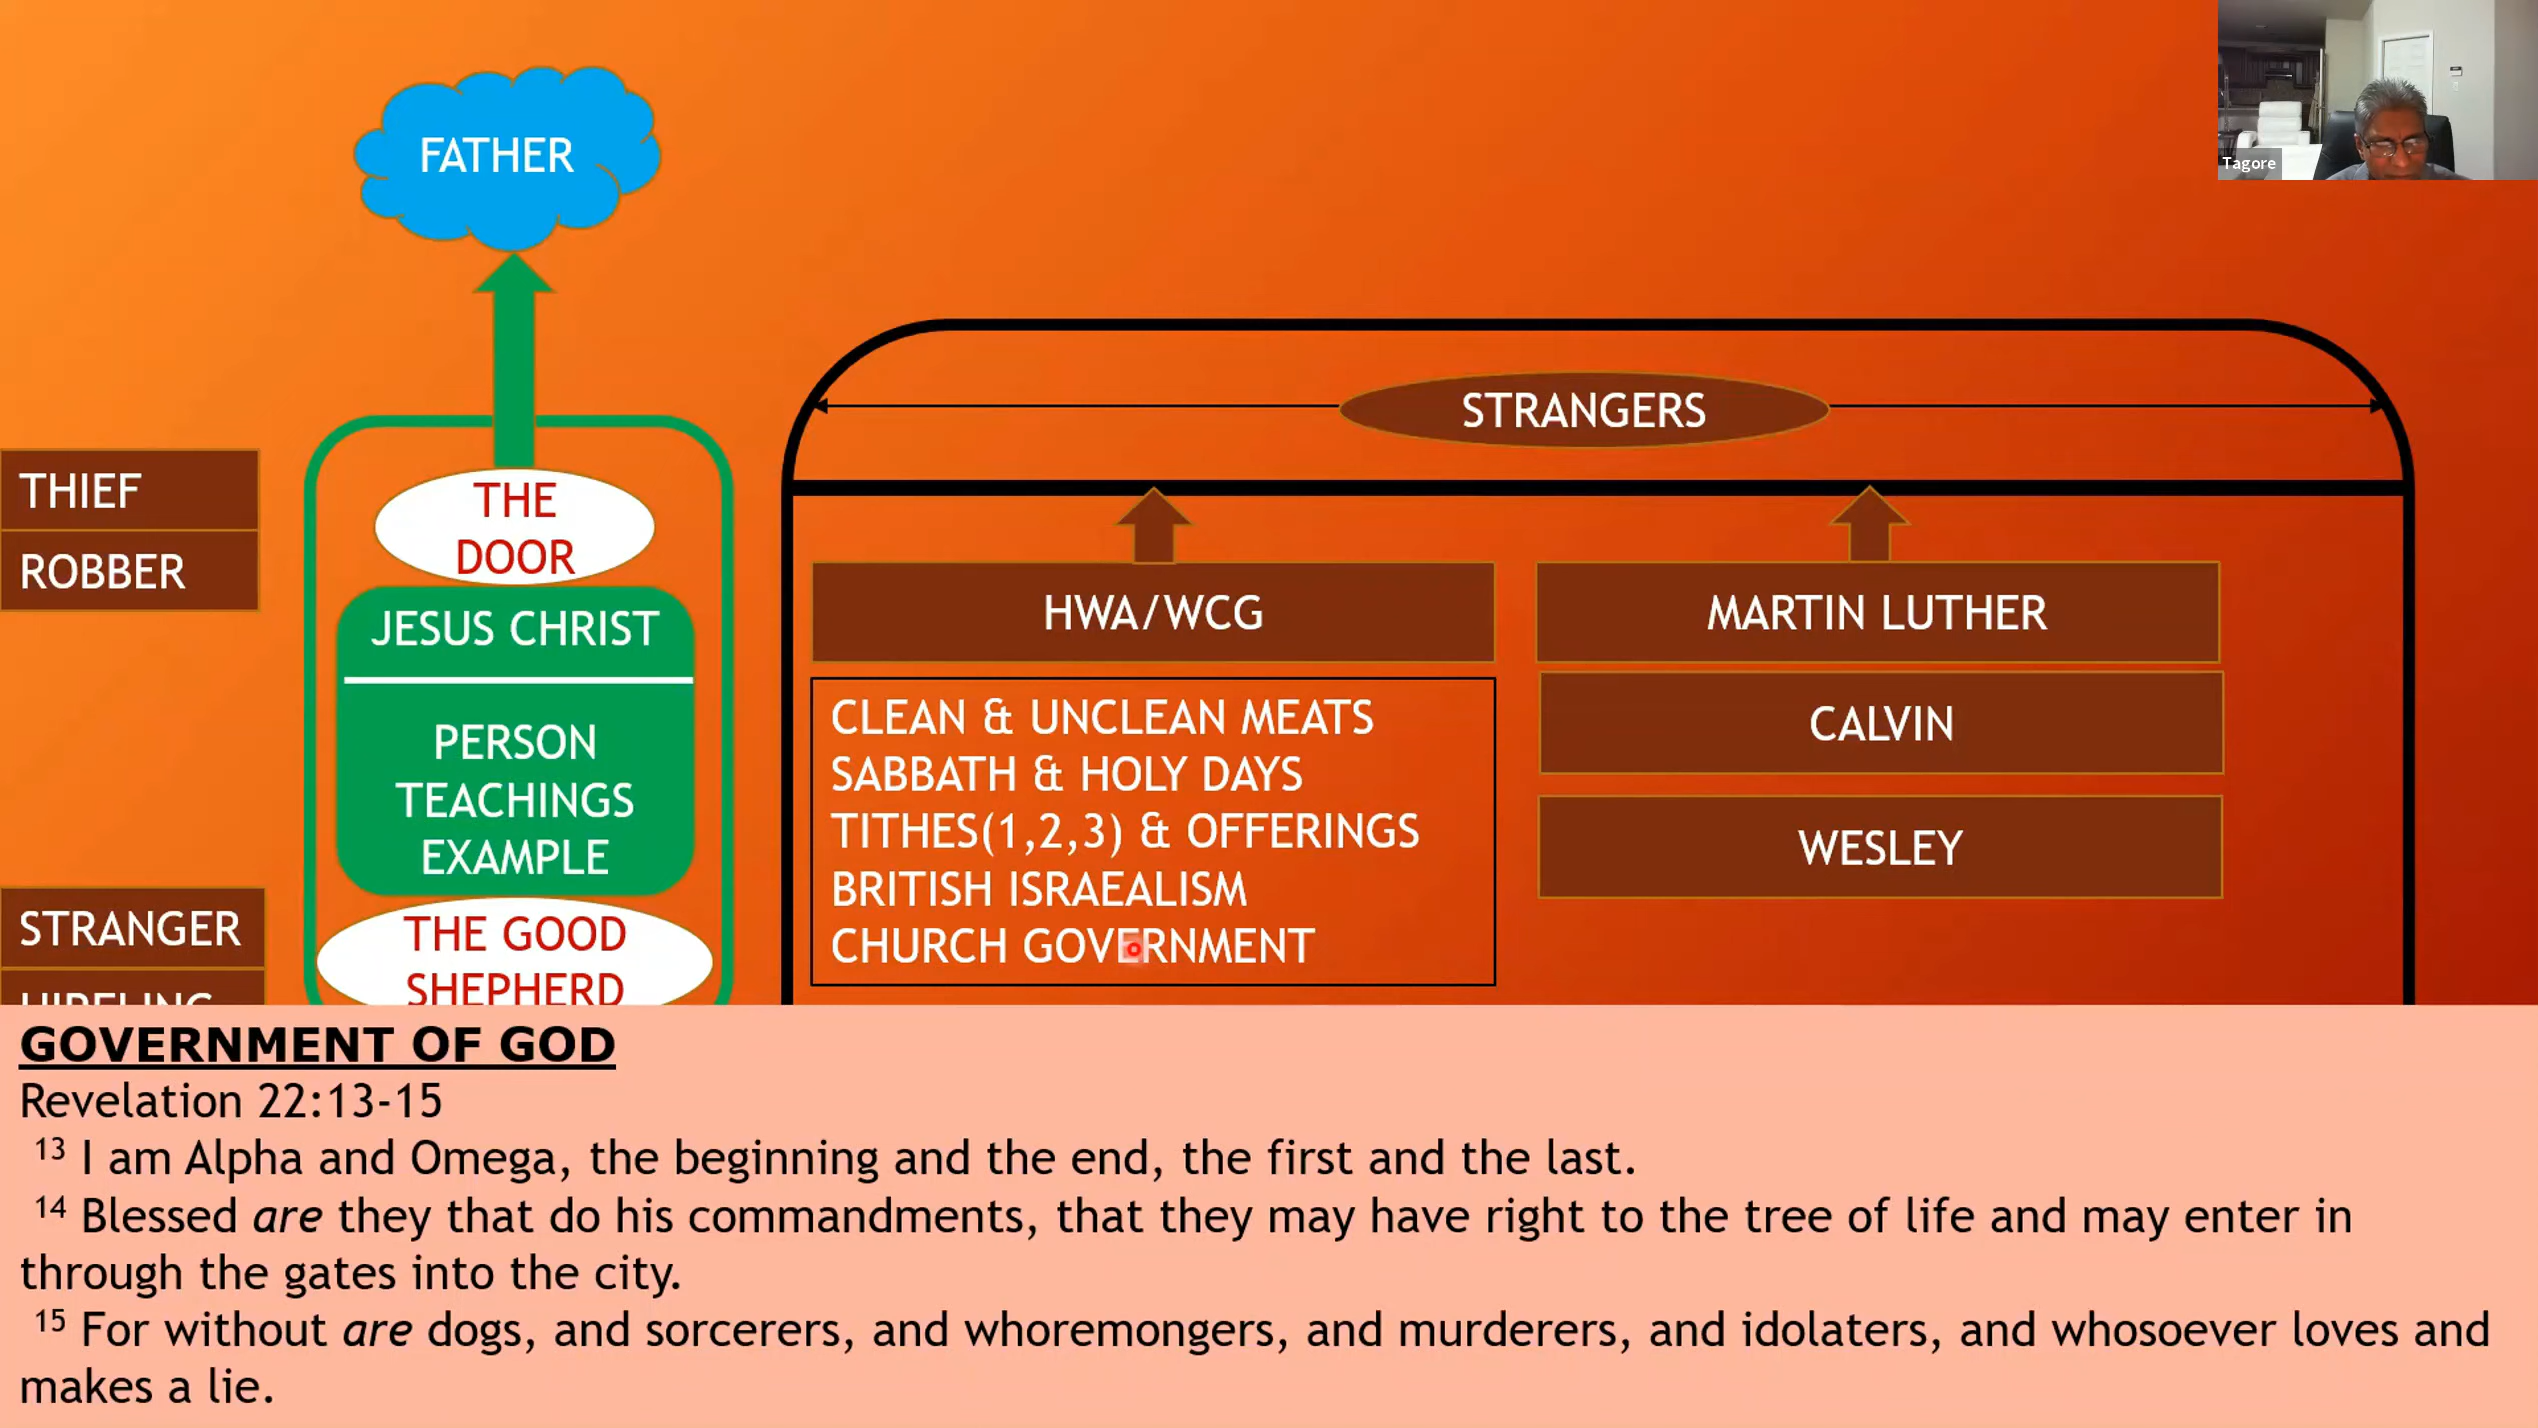 FATHER
Tagore
STRANGERS
THIEF
ROBBER
THE
DOOR
JESUS CHRIST
PERSON
TEACHINGS
EXAMPLE
THE GOOD
SHEPHERD
STRANGER
HIRELING
HWA/WCG
CLEAN & UNCLEAN MEATS
SABBATH & HOLY DAYS
TITHES(1,2,3) & OFFERINGS
BRITISH ISRAEALISM
CHURCH GOVERNMENT
MARTIN LUTHER
CALVIN
WESLEY
GOVERNMENT OF GOD
Revelation 22:13-15
13 I am Alpha and Omega, the beginning and the end, the first and the last.
14 Blessed are they that do his commandments, that they may have right to the tree of life and may enter in
through the gates into the city.
15 For without are dogs, and sorcerers, and whoremongers, and murderers, and idolaters, and whosoever loves and
makes a lie.